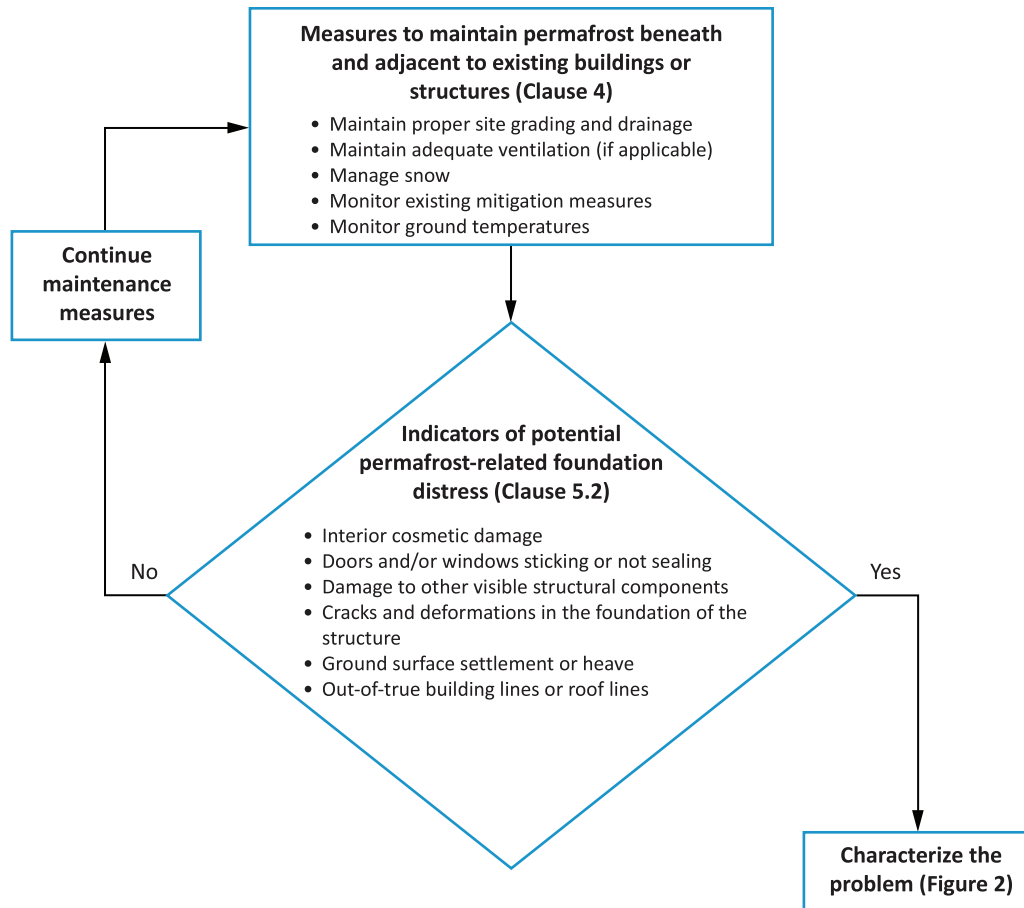 Measures to maintain permafrost beneath
and adjacent to existing buildings or
structures (Clause 4)
• Maintain proper site grading and drainage
• Maintain adequate ventilation (if applicable)
• Manage snow
• Monitor existing mitigation measures
• Monitor ground temperatures
Continue
maintenance
measures
Indicators of potential
permafrost-related foundation
distress (Clause 5.2)
• Interior cosmetic damage
• Doors and/or windows sticking or not sealing
• Damage to other visible structural components
• Cracks and deformations in the foundation of the
structure
• Ground surface settlement or heave
• Out-of-true building lines or roof lines
No
Yes
Characterize the
problem (Figure 2)